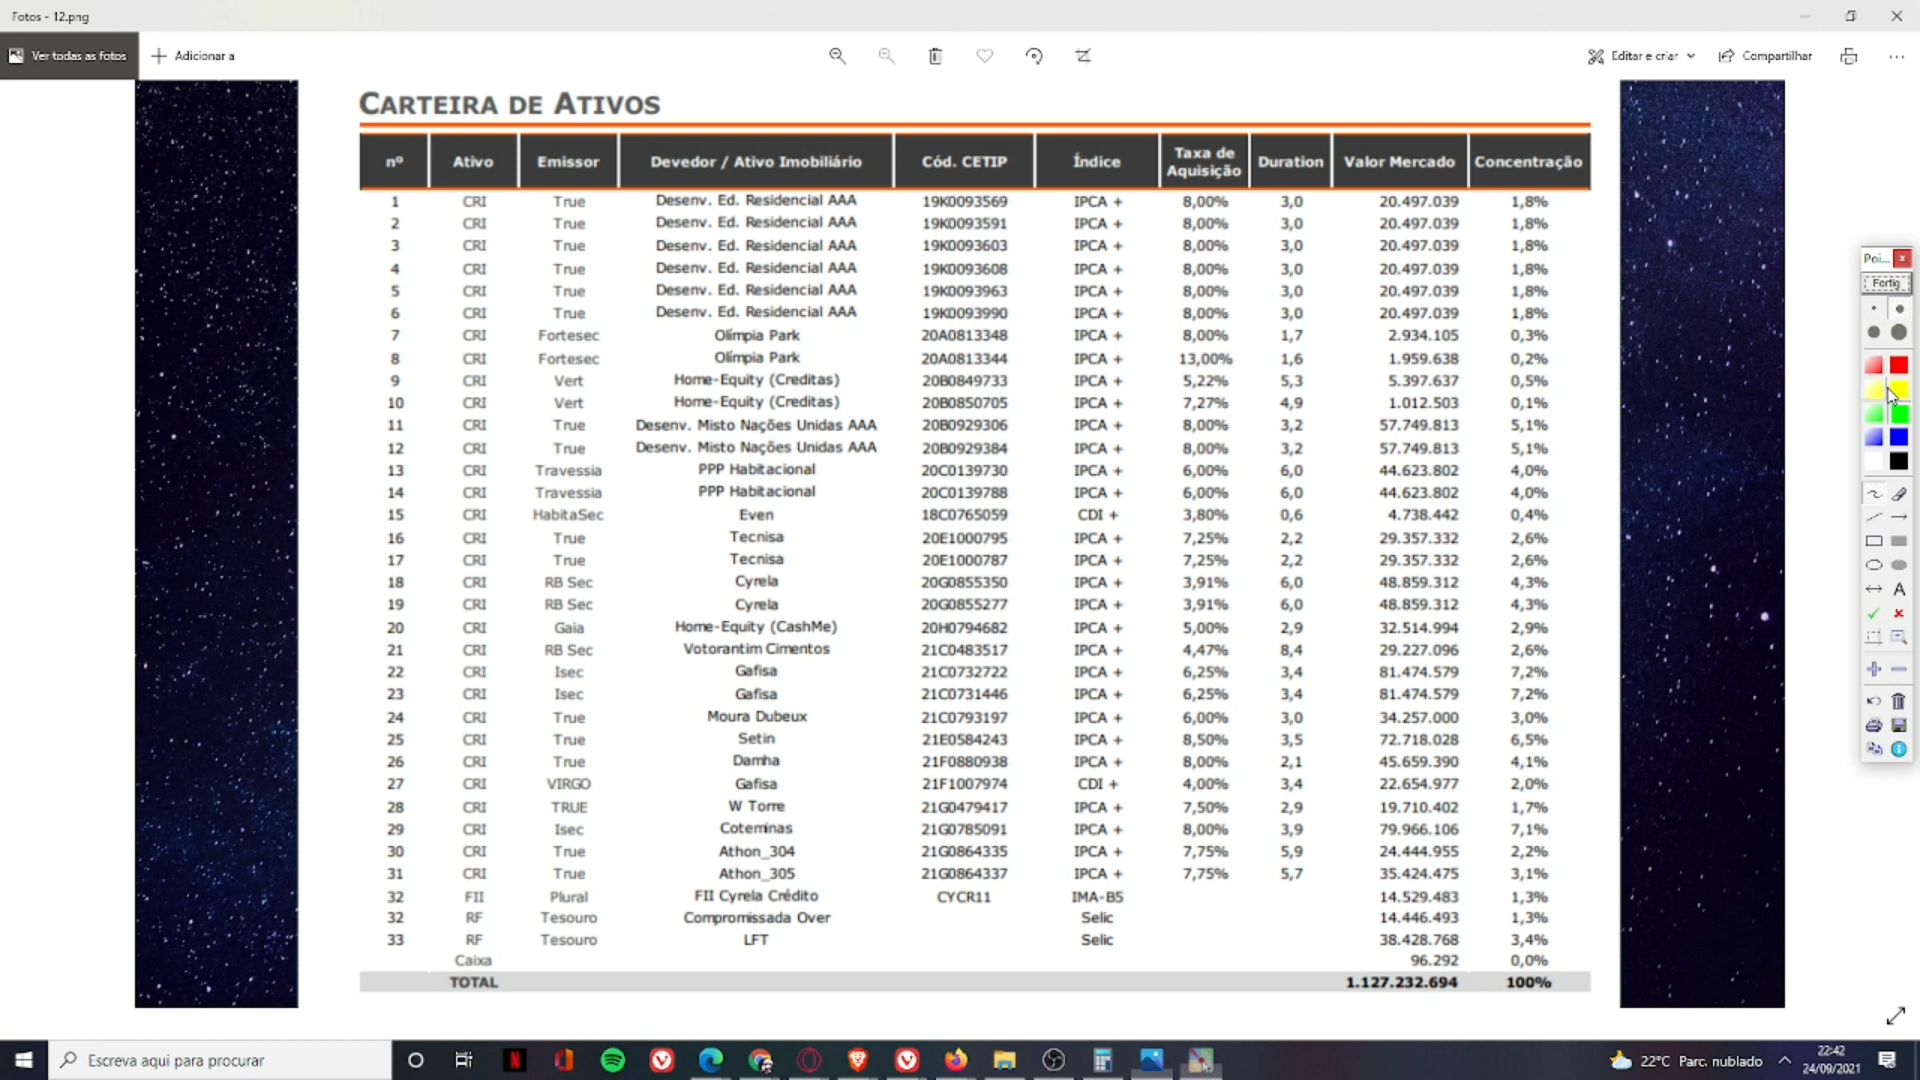 Fotos - 12.png
Ver todas as fotos
Adicionar a
Editar e criar
Compartilhar
CARTEIRA DE ATIVOS
nº Ativo Emissor Devedor / Ativo Imobiliário Cód. CETIP Índice Taxa de Aquisição Duration Valor Mercado Concentração
1 CRI True Desenv. Ed. Residencial AAA 19K0093569 IPCA + 8,00% 3,0 20.497.039 1,8%
2 CRI True Desenv. Ed. Residencial AAA 19K0093591 IPCA + 8,00% 3,0 20.497.039 1,8%
3 CRI True Desenv. Ed. Residencial AAA 19K0093603 IPCA + 8,00% 3,0 20.497.039 1,8%
4 CRI True Desenv. Ed. Residencial AAA 19K0093608 IPCA + 8,00% 3,0 20.497.039 1,8%
5 CRI True Desenv. Ed. Residencial AAA 19K0093963 IPCA + 8,00% 3,0 20.497.039 1,8%
6 CRI True Desenv. Ed. Residencial AAA 19K0093990 IPCA + 8,00% 3,0 20.497.039 1,8%
7 CRI Fortesec Olímpia Park 20A0813348 IPCA + 8,00% 1,7 2.934.105 0,3%
8 CRI Fortesec Olímpia Park 20A0813344 IPCA + 13,00% 1,6 1.959.638 0,2%
9 CRI Vert Home-Equity (Creditas) 20B0849733 IPCA + 5,22% 5,3 5.397.637 0,5%
10 CRI Vert Home-Equity (Creditas) 20B0850705 IPCA + 7,27% 4,9 1.012.503 0,1%
11 CRI True Desenv. Misto Nações Unidas AAA 20B0929306 IPCA + 8,00% 3,2 57.749.813 5,1%
12 CRI True Desenv. Misto Nações Unidas AAA 20B0929384 IPCA + 8,00% 3,2 57.749.813 5,1%
13 CRI Travessia PPP Habitacional 20C0139730 IPCA + 6,00% 6,0 44.623.802 4,0%
14 CRI Travessia PPP Habitacional 20C0139788 IPCA + 6,00% 6,0 44.623.802 4,0%
15 CRI HabitaSec Even 18C0765059 CDI + 3,80% 0,6 4.738.442 0,4%
16 CRI True Tecnisa 20E1000795 IPCA + 7,25% 2,2 29.357.332 2,6%
17 CRI True Tecnisa 20E1000787 IPCA + 7,25% 2,2 29.357.332 2,6%
18 CRI RB Sec Cyrela 20G0855350 IPCA + 3,91% 6,0 48.859.312 4,3%
19 CRI RB Sec Cyrela 20G0855277 IPCA + 3,91% 6,0 48.859.312 4,3%
20 CRI Gaia Home-Equity (CashMe) 20H0794682 IPCA + 5,00% 2,9 32.514.994 2,9%
21 CRI RB Sec Votorantim Cimentos 21C0483517 IPCA + 4,47% 8,4 29.227.096 2,6%
22 CRI Isec Gafisa 21C0732722 IPCA + 6,25% 3,4 81.474.579 7,2%
23 CRI Isec Gafisa 21C0731446 IPCA + 6,25% 3,4 81.474.579 7,2%
24 CRI True Moura Dubeux 21C0793197 IPCA + 6,00% 3,0 34.257.000 3,0%
25 CRI True Setin 21E0584243 IPCA + 8,50% 3,5 72.718.028 6,5%
26 CRI True Damha 21F0880938 IPCA + 8,00% 2,1 45.659.390 4,1%
27 CRI VIRGO Gafisa 21F1007974 CDI + 4,00% 3,4 22.654.977 2,0%
28 CRI TRUE W Torre 21G0479417 IPCA + 7,50% 2,9 19.710.402 1,7%
29 CRI Isec Coteminas 21G0785091 IPCA + 8,00% 3,9 79.966.106 7,1%
30 CRI True Athon_304 21G0864335 IPCA + 7,75% 5,9 24.444.955 2,2%
31 CRI True Athon_305 21G0864337 IPCA + 7,75% 5,7 35.424.475 3,1%
32 FII Plural FII Cyrela Crédito CYCR11 IMA-B5 14.529.483 1,3%
32 RF Tesouro Compromissada Over Selic 14.446.493 1,3%
33 RF Tesouro LFT Selic 38.428.768 3,4%
Caixa 96.292 0,0%
TOTAL 1.127.232.694 100%
Poi...
Fertig
Escreva aqui para procurar
22°C Parc. nublado
22:42
24/09/2021